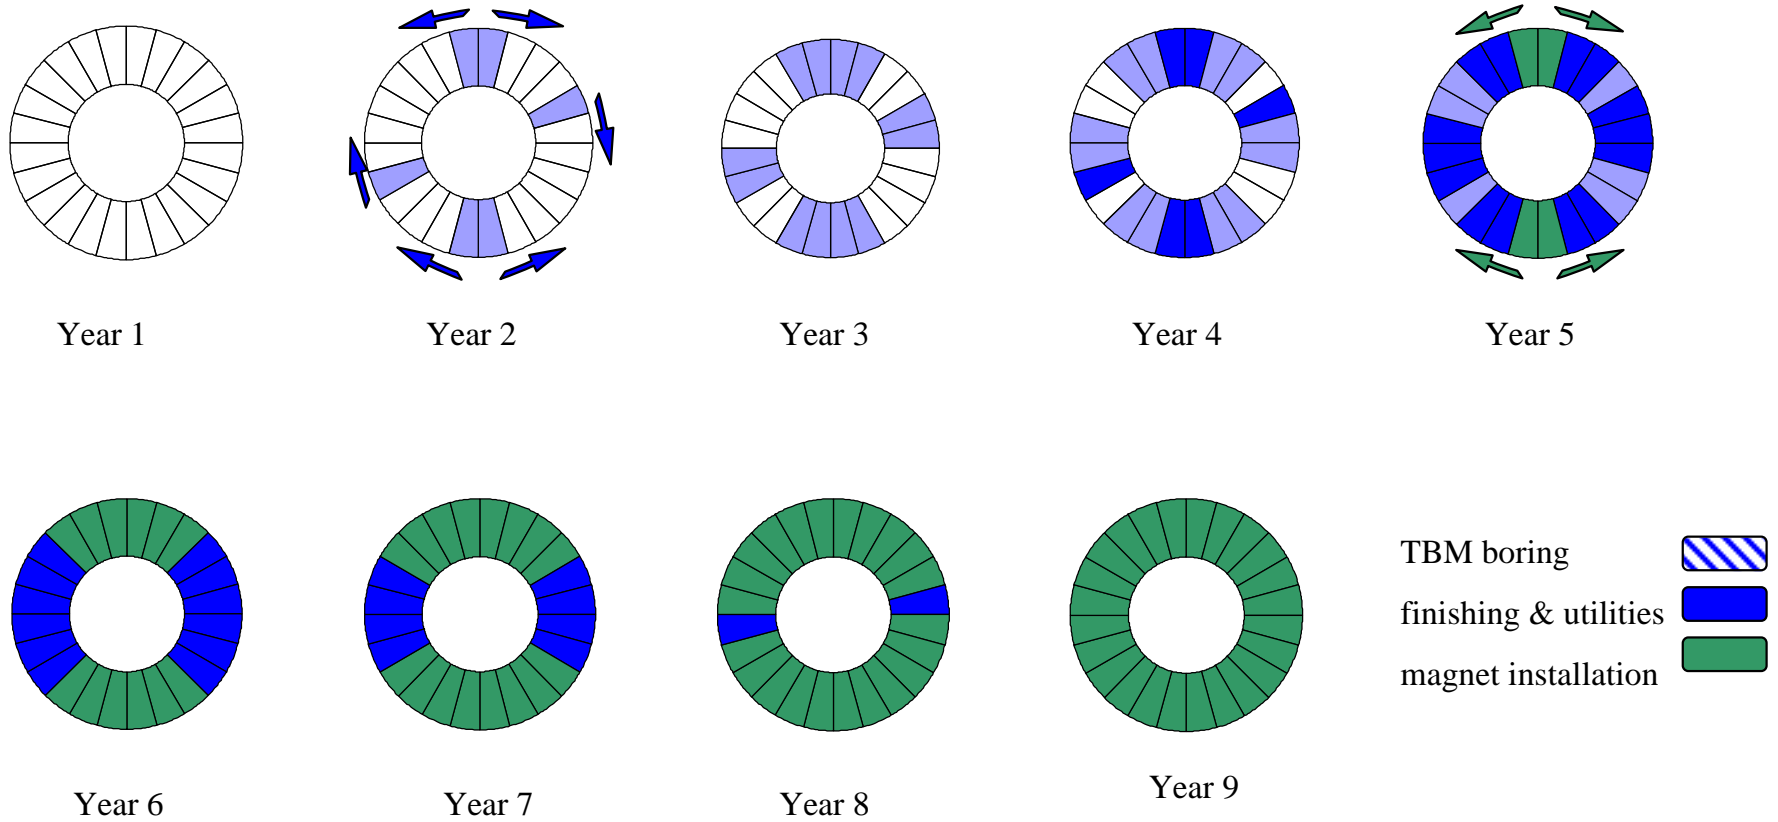 Year 1
Year 2
Year 3
Year 4
Year 5
Year 6
Year 7
Year 8
Year 9
TBM boring
finishing & utilities
magnet installation